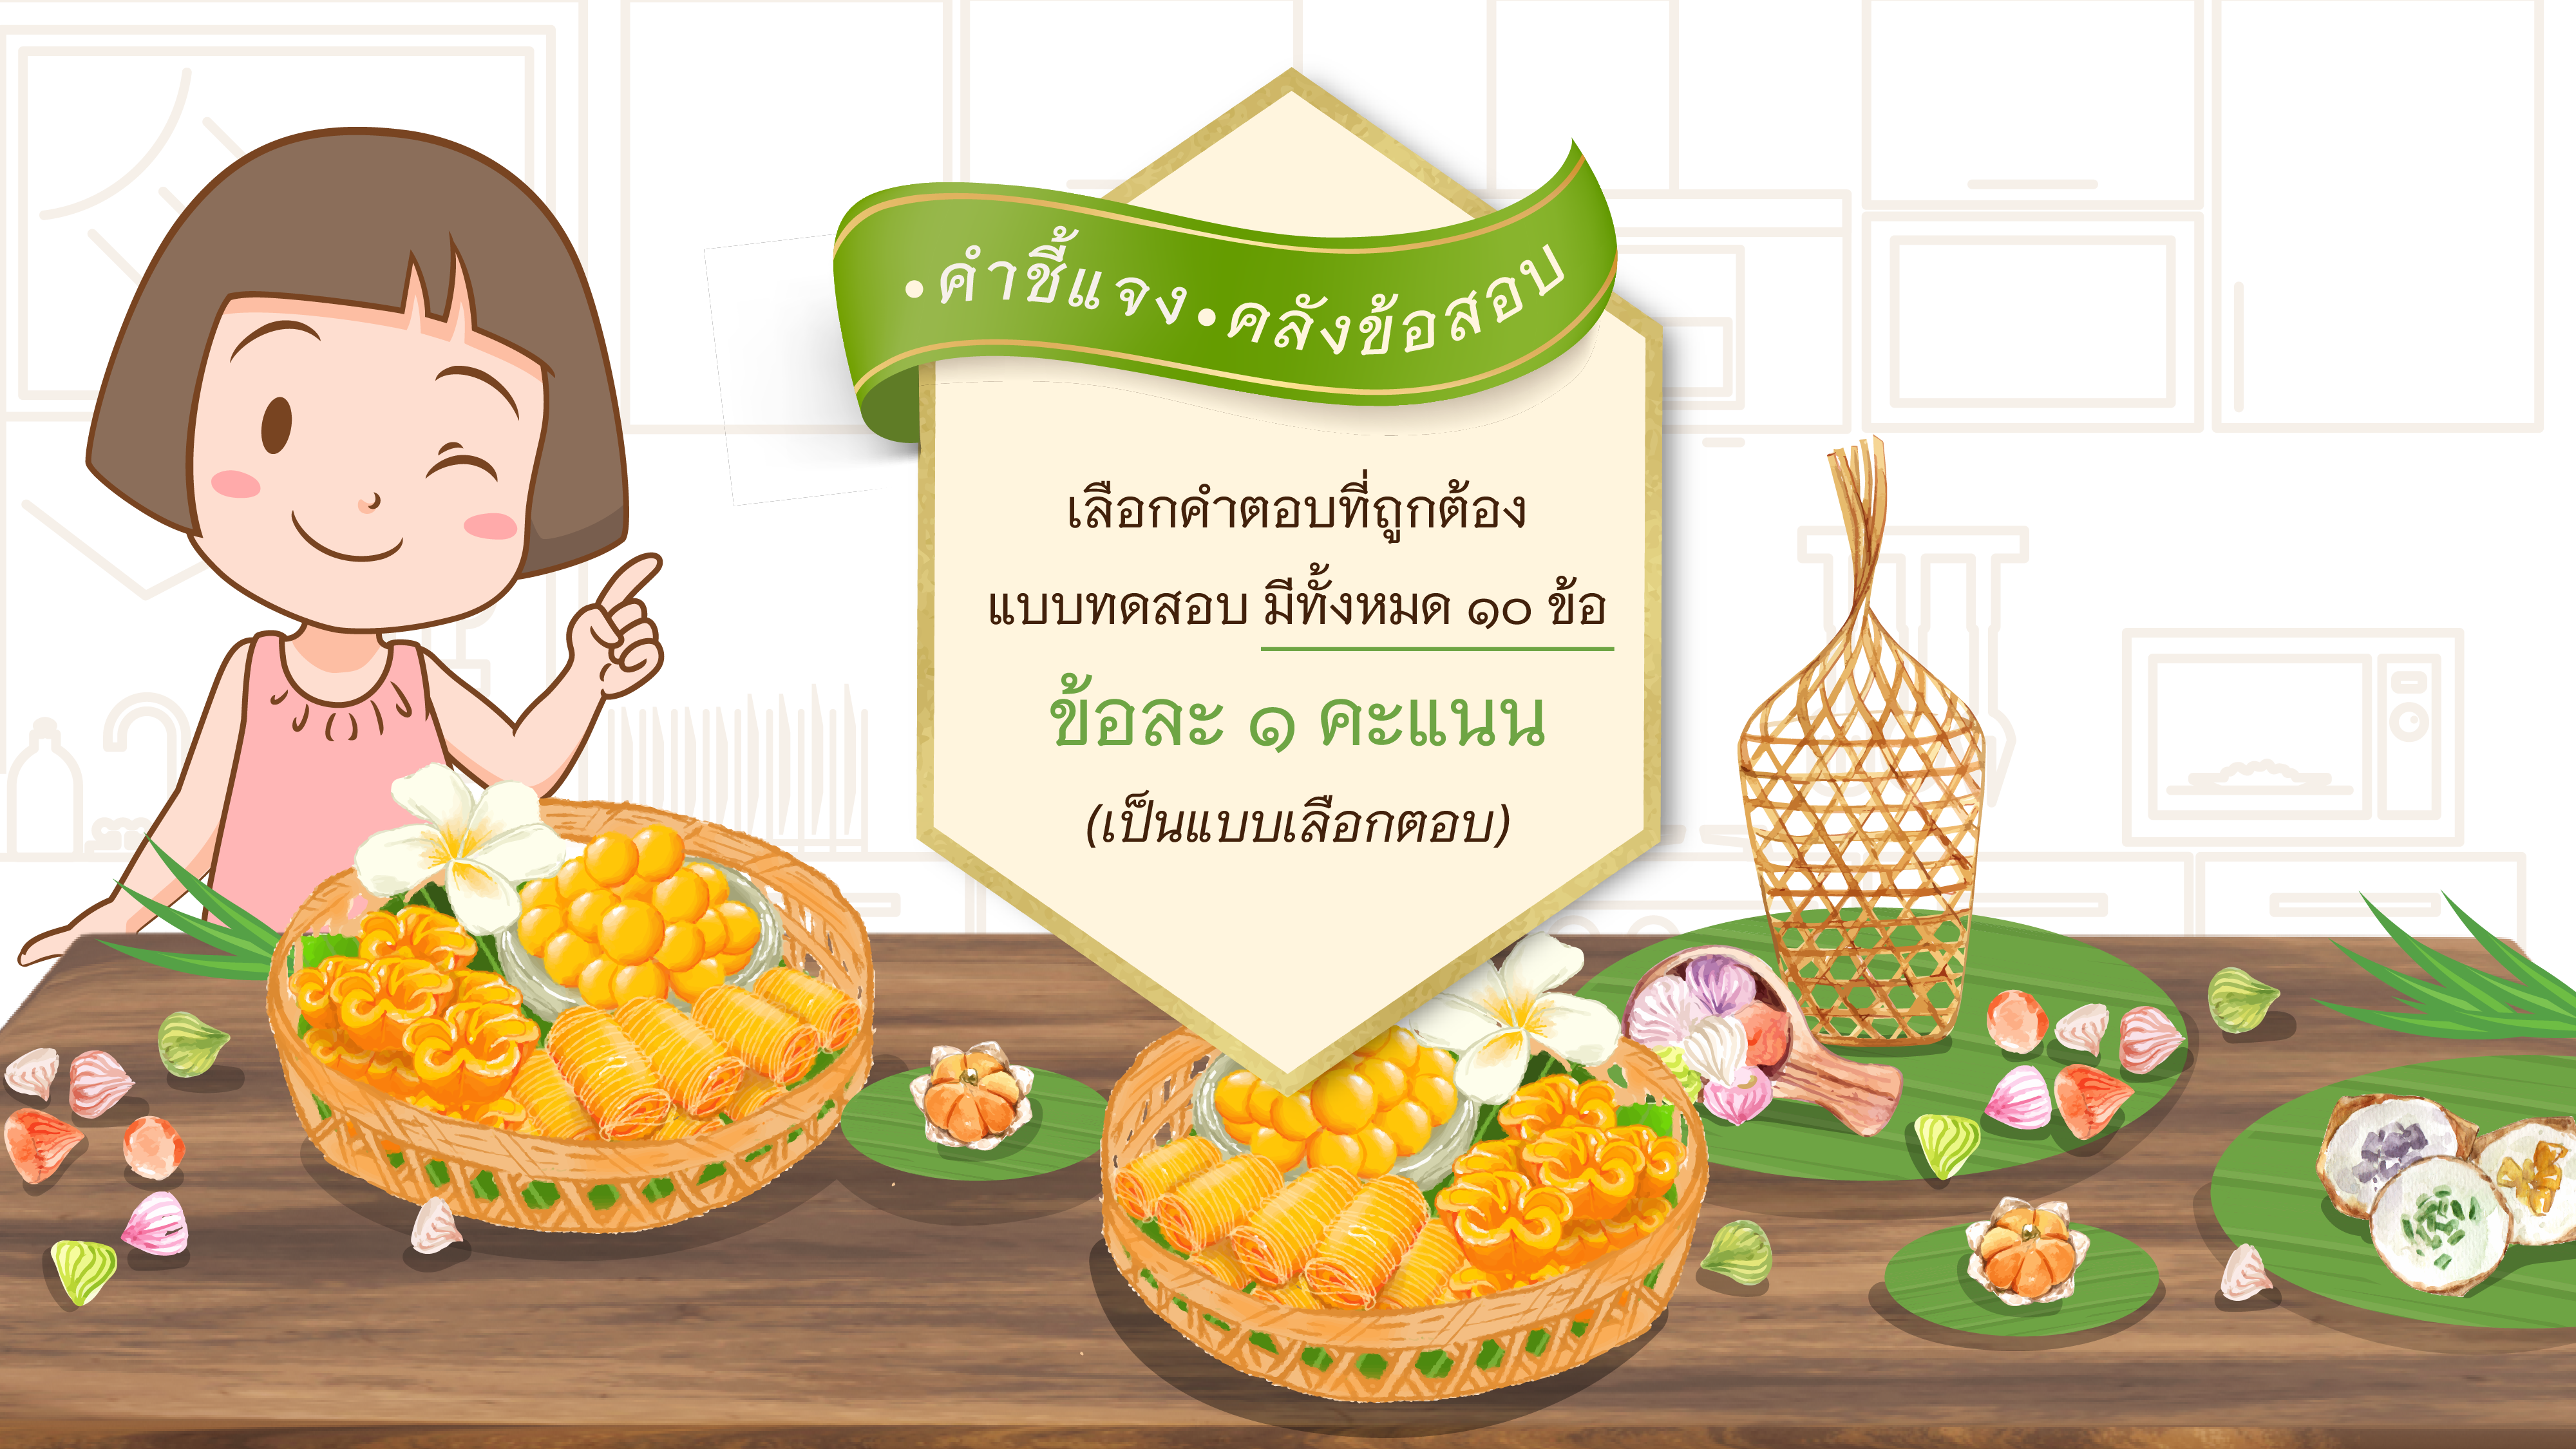 •คำชี้แจง•คลังข้อสอบ
เลือกคำตอบที่ถูกต้อง
แบบทดสอบ มีทั้งหมด ๑๐ ข้อ
ข้อละ ๑ คะแนน
(เป็นแบบเลือกตอบ)